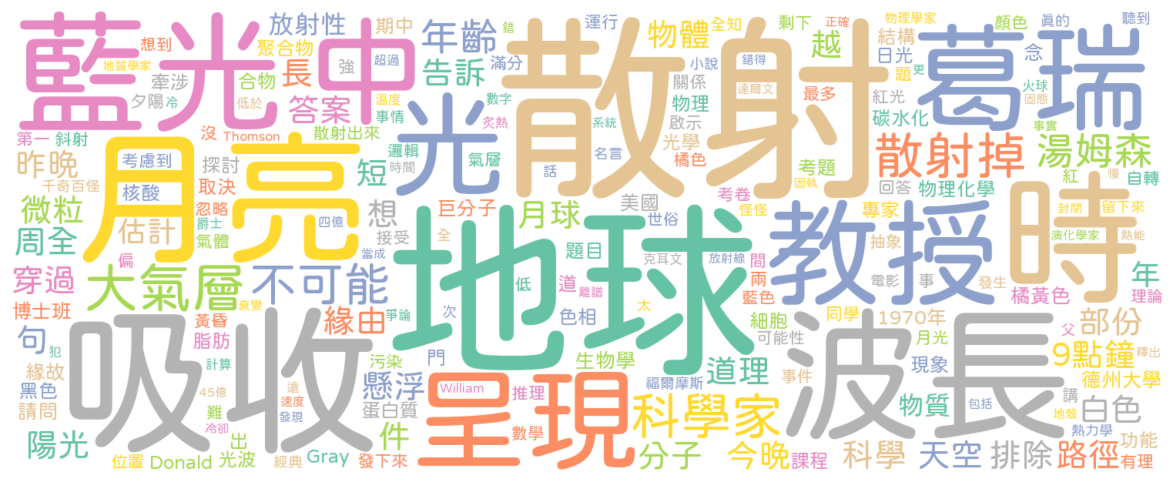 藍光中
散射
葛瑞
月亮
光
時
地球
教授
吸收
呈現
波長
放射性
期中
年齡
錯
運行
物體
全知
剩下
越
結構
顏色
真的
物理學家
正確
聽到
想到
聚合物
強
超過
告訴
滿分
小說
錯得
日光
念
地質學家
牽涉
合物
長
關係
達爾文
最多
紅光
題
更
火球
固態
夕陽
冷
低於
答案
溫度
事情
數字
炙熱
系統
物理
啟示
碳水化
事實
第一
斜射
沒
Thomson
散射出來
邏輯
時間
氣層
名言
話
光學
橘色
考題
固執
散射掉
湯姆森
昨晚
考慮到
探討
短
考卷
怪怪
回答
物理化學
紅
自轉
慢
千奇百怪
核酸
取決
巨分子
月球
美國
世俗
專家
抽象
封閉
留下來
微粒
估計
忽略
爵士
四億
想
接受
全
題目
克耳文
放射線
間
電影
事
發生
演化學家
熱能
周全
氣體
當成
穿過
偏
大氣層
不可能
低
道
離譜
兩
藍色
橘黃色
年
理論
博士班
黃昏
衰變
緣由
爭論
次
太
色相
細胞
可能性
同學
1970年
月光
父
部份
釋出
句
脂肪
犯
污染
門
生物學
道理
現象
9點鐘
緣故
黑色
計算
懸浮
William
推理
福爾摩斯
事件
德州大學
請問
45億
遠
速度
難
蛋白質
科學家
物質
包括
講
地殼
白色
陽光
位置
Donald
出
光波
冷卻
發現
經典
Gray
件
發下來
數學
分子
今晚
課程
科學
天空
排除
熱力學
路徑
功能
有理